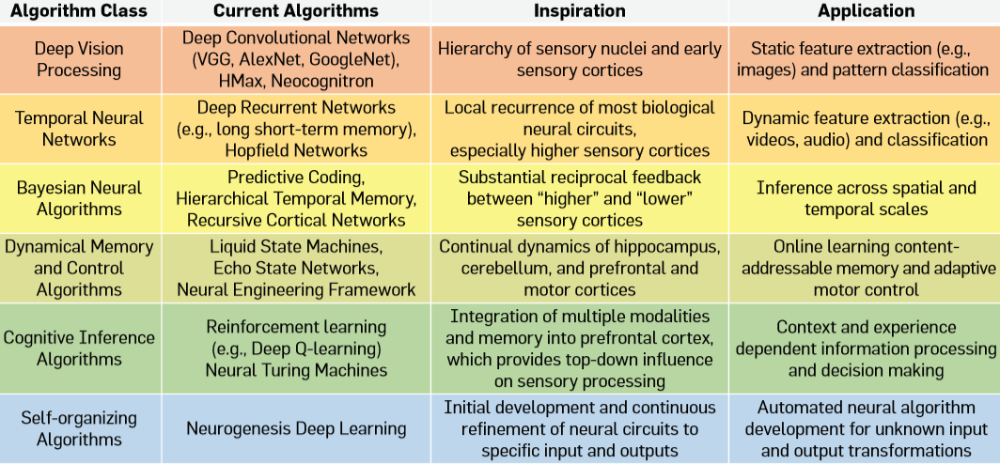 Algorithm Class Current Algorithms Inspiration Application
Deep Vision
Processing
Deep Convolutional Networks
(VGG, AlexNet, GoogleNet),
HMax, Neocognitron
Hierarchy of sensory nuclei and early
sensory cortices
Static feature extraction (e.g.,
images) and pattern classification
Temporal Neural
Networks
Deep Recurrent Networks
(e.g., long short-term memory),
Hopfield Networks
Local recurrence of most biological
neural circuits,
especially higher sensory cortices
Dynamic feature extraction (e.g.,
videos, audio) and classification
Bayesian Neural
Algorithms
Predictive Coding,
Hierarchical Temporal Memory,
Recursive Cortical Networks
Substantial reciprocal feedback
between “higher” and “lower”
sensory cortices
Inference across spatial and
temporal scales
Dynamical Memory
and Control
Algorithms
Liquid State Machines,
Echo State Networks,
Neural Engineering Framework
Continual dynamics of hippocampus,
cerebellum, and prefrontal and
motor cortices
Online learning content-
addressable memory and adaptive
motor control
Cognitive Inference
Algorithms
Reinforcement learning
(e.g., Deep Q-learning)
Neural Turing Machines
Integration of multiple modalities
and memory into prefrontal cortex,
which provides top-down influence
on sensory processing
Context and experience
dependent information processing
and decision making
Self-organizing
Algorithms
Neurogenesis Deep Learning
Initial development and continuous
refinement of neural circuits to
specific input and outputs
Automated neural algorithm
development for unknown input
and output transformations